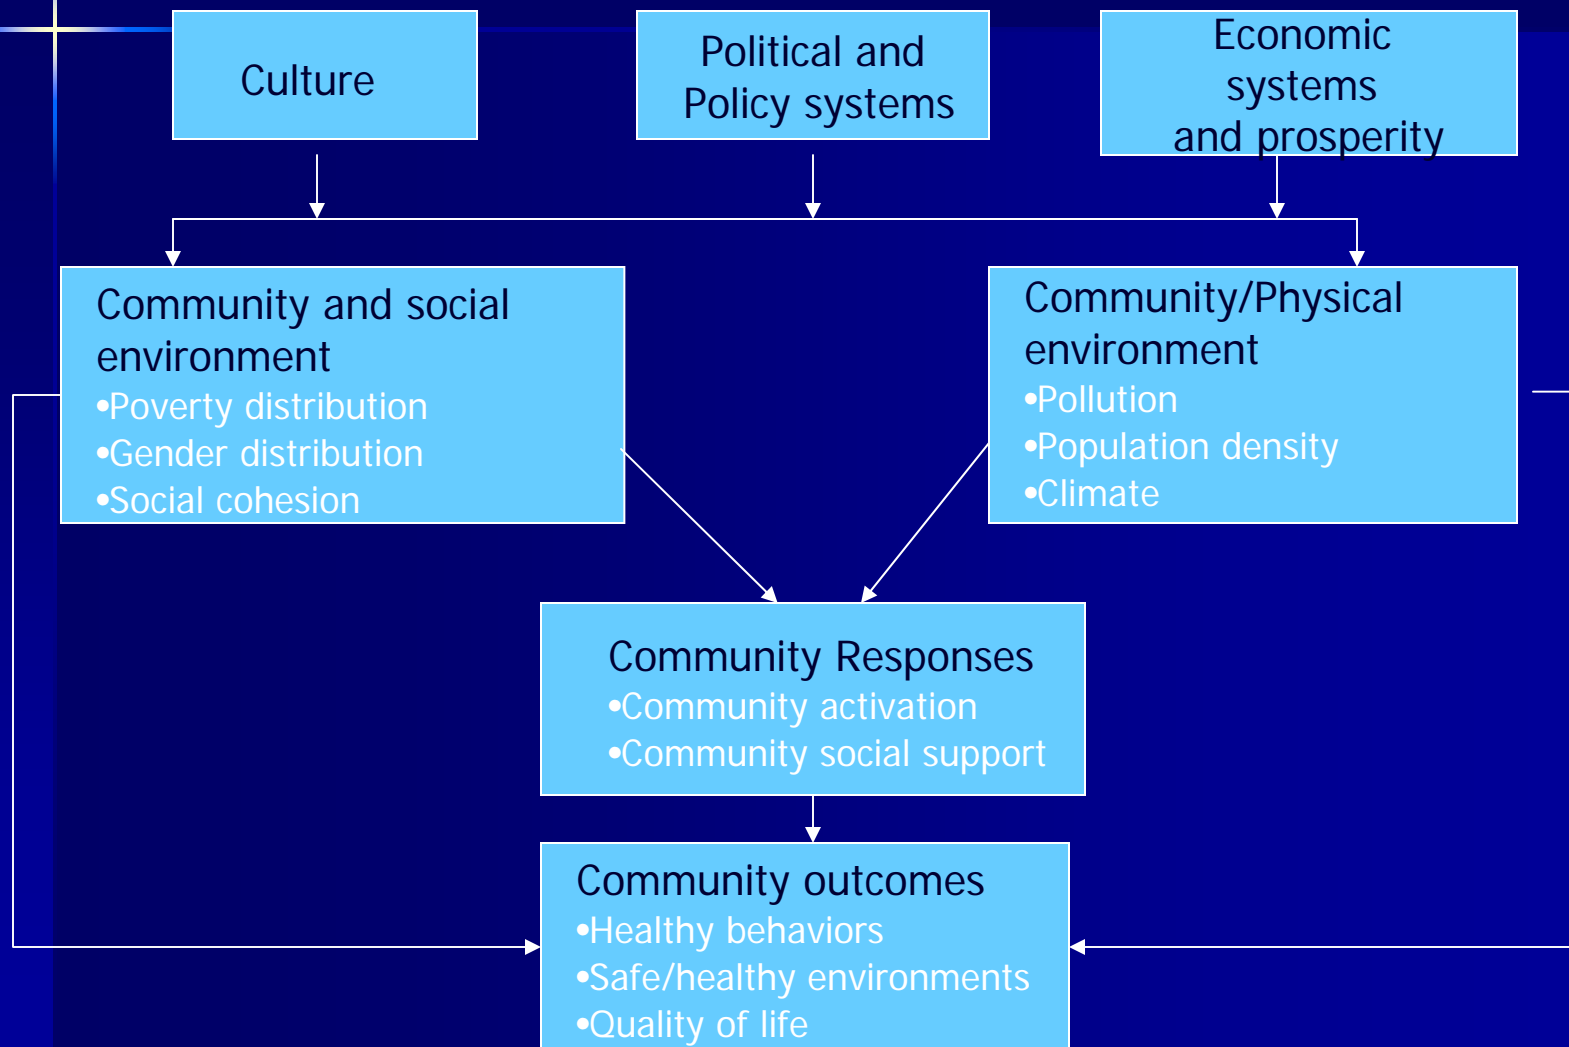 Culture
Political and
Policy systems
Economic
systems
and prosperity
Community and social
environment
•Poverty distribution
•Gender distribution
•Social cohesion
Community/Physical
environment
•Pollution
•Population density
•Climate
Community Responses
•Community activation
•Community social support
Community outcomes
•Healthy behaviors
•Safe/healthy environments
•Quality of life